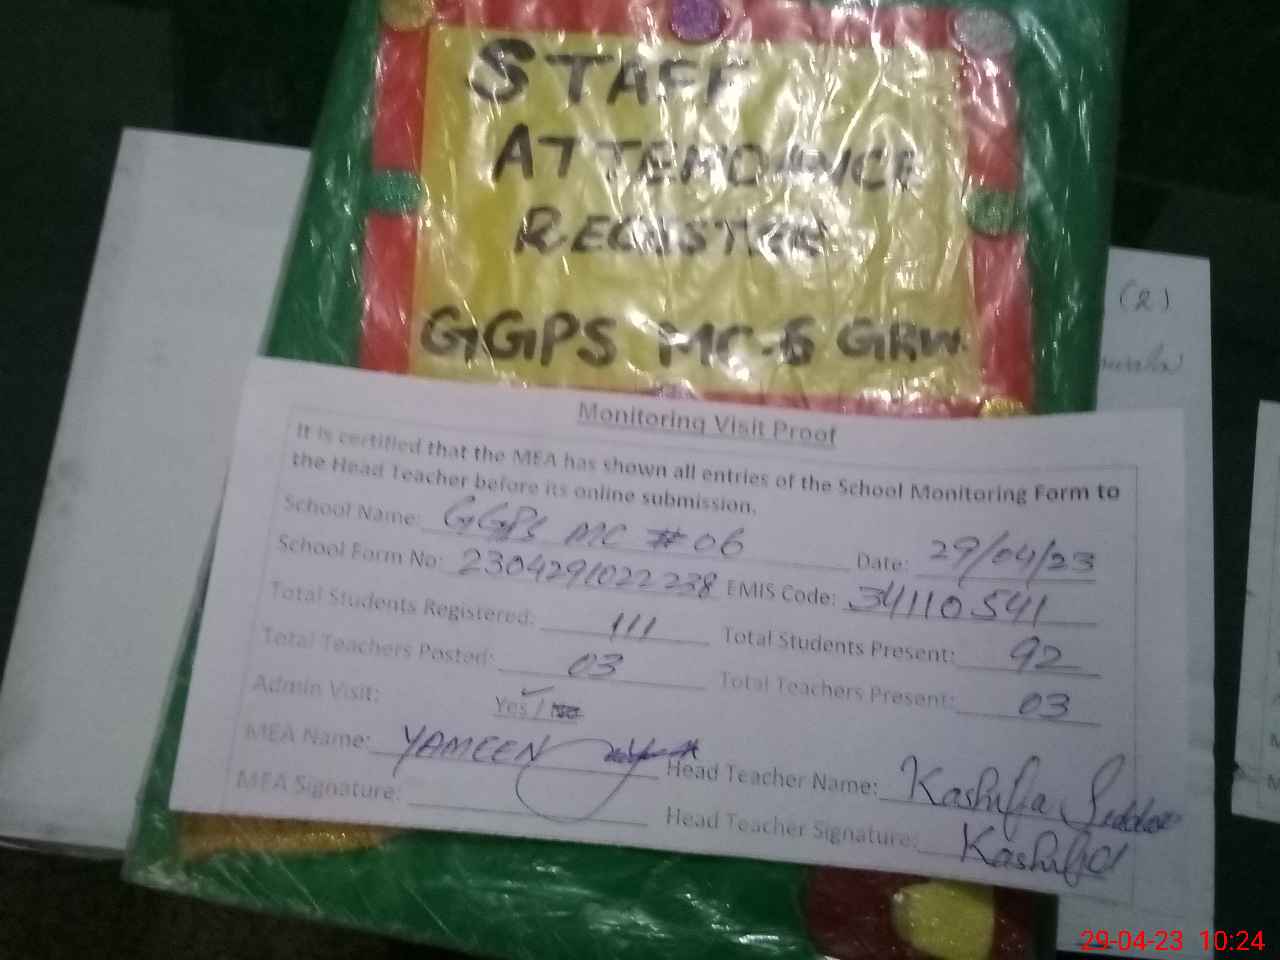 STAFF
ATTENDANCE
REGISTER
GGPS MC-6 GRW.
(2)
Monitoring Visit Proof
It is certified that the MEA has shown all entries of the School Monitoring Form to
the Head Teacher before its online submission.
School Name: GGPS MC # 06 Date: 29/04/23
School Form No: 2304291022238 EMIS Code: 34110541
Total Students Registered: 111 Total Students Present: 92
Total Teachers Posted: 03 Total Teachers Present: 03
Admin Visit: Yes / No
MEA Name: YAMEEN Head Teacher Name: Kashifa
MEA Signature: Head Teacher Signature: Kashifa
29-04-23 10:24